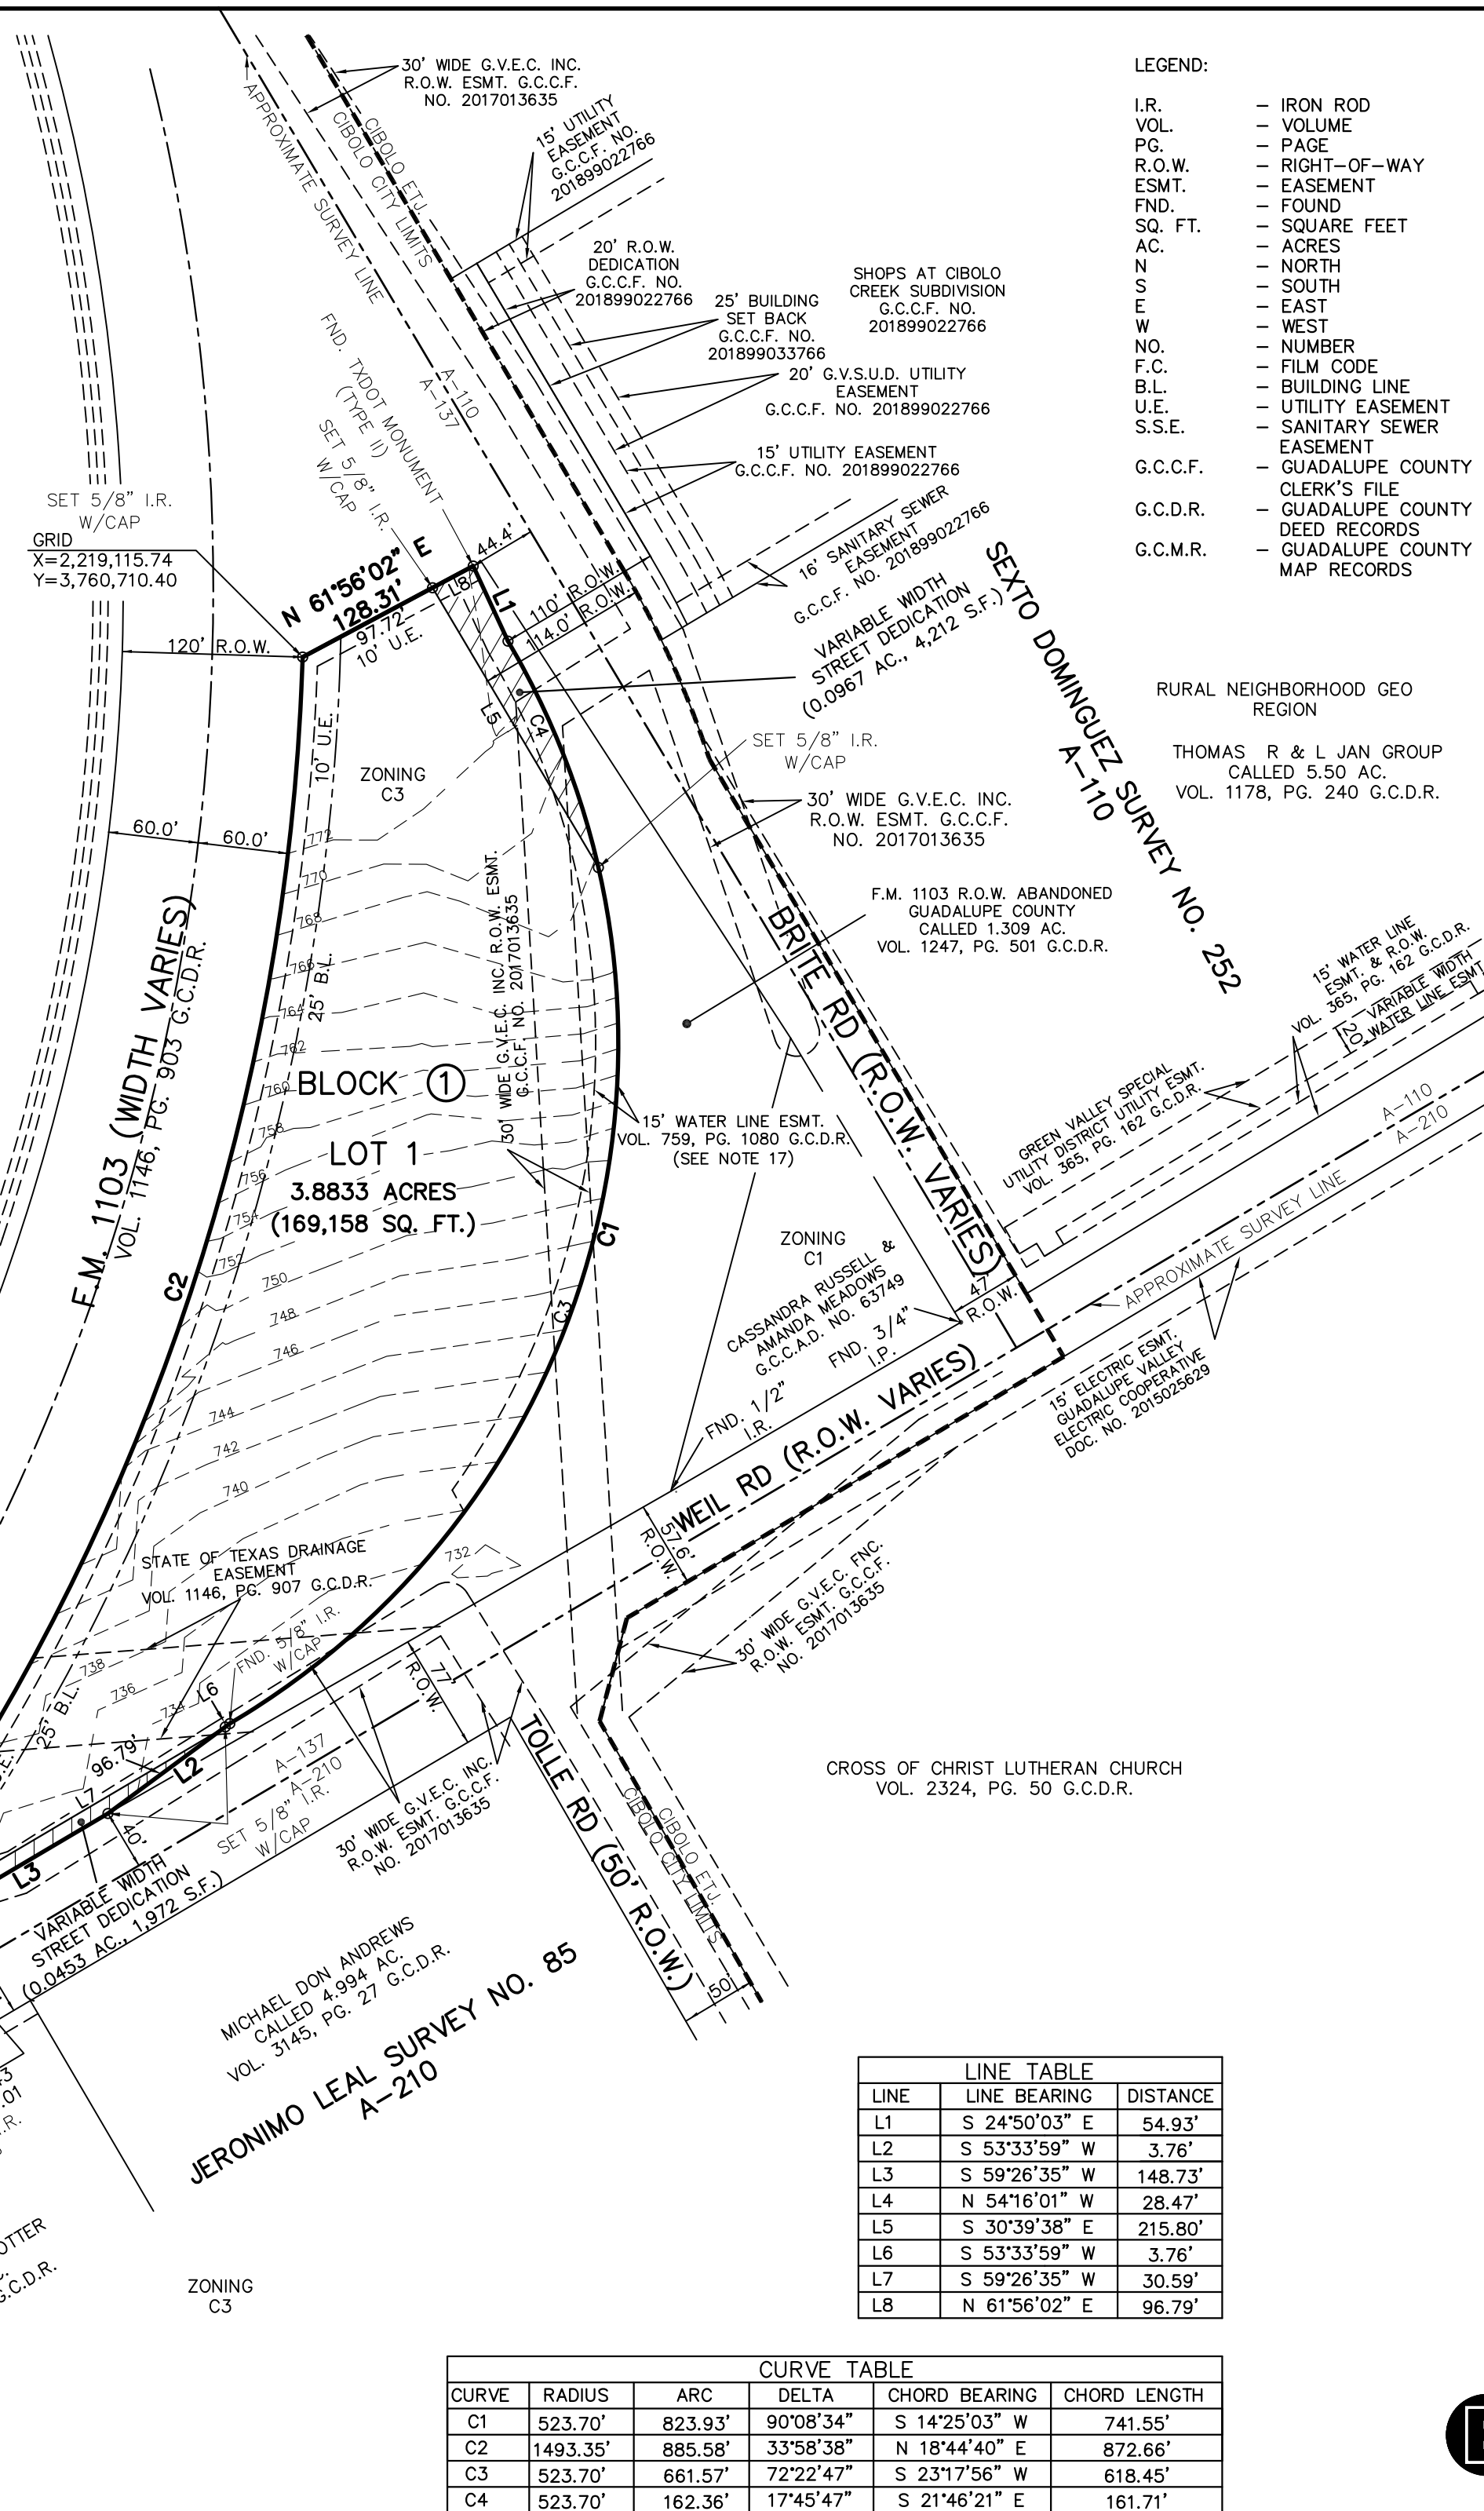 30' WIDE G.V.E.C. INC.
R.O.W. ESMT. G.C.C.F.
NO. 2017013635
APPROXIMATE SURVEY LINE
CIBOLO ETJ
CIBOLO CITY LIMITS
15' UTILITY
EASEMENT
G.C.C.F. NO.
201899022766
20' R.O.W.
DEDICATION
G.C.C.F. NO.
201899022766
25' BUILDING
SET BACK
G.C.C.F. NO.
201899033766
SHOPS AT CIBOLO
CREEK SUBDIVISION
G.C.C.F. NO.
201899022766
20' G.V.S.U.D. UTILITY
EASEMENT
G.C.C.F. NO. 201899022766
15' UTILITY EASEMENT
G.C.C.F. NO. 201899022766
16' SANITARY SEWER
EASEMENT
G.C.C.F. NO. 201899022766
LEGEND:
I.R. – IRON ROD
VOL. – VOLUME
PG. – PAGE
R.O.W. – RIGHT–OF–WAY
ESMT. – EASEMENT
FND. – FOUND
SQ. FT. – SQUARE FEET
AC. – ACRES
N – NORTH
S – SOUTH
E – EAST
W – WEST
NO. – NUMBER
F.C. – FILM CODE
B.L. – BUILDING LINE
U.E. – UTILITY EASEMENT
S.S.E. – SANITARY SEWER
EASEMENT
G.C.C.F. – GUADALUPE COUNTY
CLERK'S FILE
G.C.D.R. – GUADALUPE COUNTY
DEED RECORDS
G.C.M.R. – GUADALUPE COUNTY
MAP RECORDS
FND. TXDOT MONUMENT
(TYPE II)
SET 5/8" I.R.
W/CAP
A–110
A–137
SET 5/8" I.R.
W/CAP
GRID
X=2,219,115.74
Y=3,760,710.40
N 61°56'02" E
128.31'
97.72'
10' U.E.
L8
44.4'
L1
110' R.O.W.
114.0' R.O.W.
120' R.O.W.
VARIABLE WIDTH
STREET DEDICATION
(0.0967 AC., 4,212 S.F.)
SEXTO DOMINGUEZ SURVEY NO. 252
A–110
RURAL NEIGHBORHOOD GEO
REGION
THOMAS R & L JAN GROUP
CALLED 5.50 AC.
VOL. 1178, PG. 240 G.C.D.R.
L5
C4
10' U.E.
ZONING
C3
SET 5/8" I.R.
W/CAP
30' WIDE G.V.E.C. INC.
R.O.W. ESMT. G.C.C.F.
NO. 2017013635
60.0'
60.0'
772
770
768
766
764
762
760
758
756
754
752
750
748
746
744
742
740
738
736
734
732
F.M. 1103 R.O.W. ABANDONED
GUADALUPE COUNTY
CALLED 1.309 AC.
VOL. 1247, PG. 501 G.C.D.R.
F.M. 1103 (WIDTH VARIES)
VOL. 1146, PG. 903 G.C.D.R.
25' B.L.
30' WIDE G.V.E.C. INC. R.O.W. ESMT.
G.C.C.F. NO. 2017013635
BRITE RD (R.O.W. VARIES)
15' WATER LINE
ESMT. & R.O.W.
VOL. 365, PG. 162 G.C.D.R.
20' VARIABLE WIDTH
WATER LINE ESMT.
GREEN VALLEY SPECIAL
UTILITY DISTRICT UTILITY ESMT.
VOL. 365, PG. 162 G.C.D.R.
A–110
A–210
APPROXIMATE SURVEY LINE
BLOCK 1
LOT 1
3.8833 ACRES
(169,158 SQ. FT.)
15' WATER LINE ESMT.
VOL. 759, PG. 1080 G.C.D.R.
(SEE NOTE 17)
C1
C2
C3
ZONING
C1
CASSANDRA RUSSELL &
AMANDA MEADOWS
G.C.C.A.D. NO. 63749
FND. 3/4"
I.P.
FND. 1/2"
I.R.
47'
R.O.W.
WEIL RD (R.O.W. VARIES)
57.6'
R.O.W.
15' ELECTRIC ESMT.
GUADALUPE VALLEY
ELECTRIC COOPERATIVE
DOC. NO. 2015025629
STATE OF TEXAS DRAINAGE
EASEMENT
VOL. 1146, PG. 907 G.C.D.R.
FND. 5/8" I.R.
W/CAP
L6
25' B.L.
96.79'
L7
L2
L3
40'
A–137
A–210
SET 5/8" I.R.
W/CAP
77'
R.O.W.
30' WIDE G.V.E.C. FNC.
R.O.W. ESMT. G.C.C.F.
NO. 2017013635
30' WIDE G.V.E.C. INC.
R.O.W. ESMT. G.C.C.F.
NO. 2017013635
TOLLE RD (50' R.O.W.)
CIBOLO ETJ
CIBOLO CITY LIMITS
50'
CROSS OF CHRIST LUTHERAN CHURCH
VOL. 2324, PG. 50 G.C.D.R.
VARIABLE WIDTH
STREET DEDICATION
(0.0453 AC., 1,972 S.F.)
MICHAEL DON ANDREWS
CALLED 4.994 AC.
VOL. 3145, PG. 27 G.C.D.R.
JERONIMO LEAL SURVEY NO. 85
A–210
G.C.D.R.
ZONING
C3
LINE TABLE
LINE LINE BEARING DISTANCE
L1 S 24°50'03" E 54.93'
L2 S 53°33'59" W 3.76'
L3 S 59°26'35" W 148.73'
L4 N 54°16'01" W 28.47'
L5 S 30°39'38" E 215.80'
L6 S 53°33'59" W 3.76'
L7 S 59°26'35" W 30.59'
L8 N 61°56'02" E 96.79'
CURVE TABLE
CURVE RADIUS ARC DELTA CHORD BEARING CHORD LENGTH
C1 523.70' 823.93' 90°08'34" S 14°25'03" W 741.55'
C2 1493.35' 885.58' 33°58'38" N 18°44'40" E 872.66'
C3 523.70' 661.57' 72°22'47" S 23°17'56" W 618.45'
C4 523.70' 162.36' 17°45'47" S 21°46'21" E 161.71'